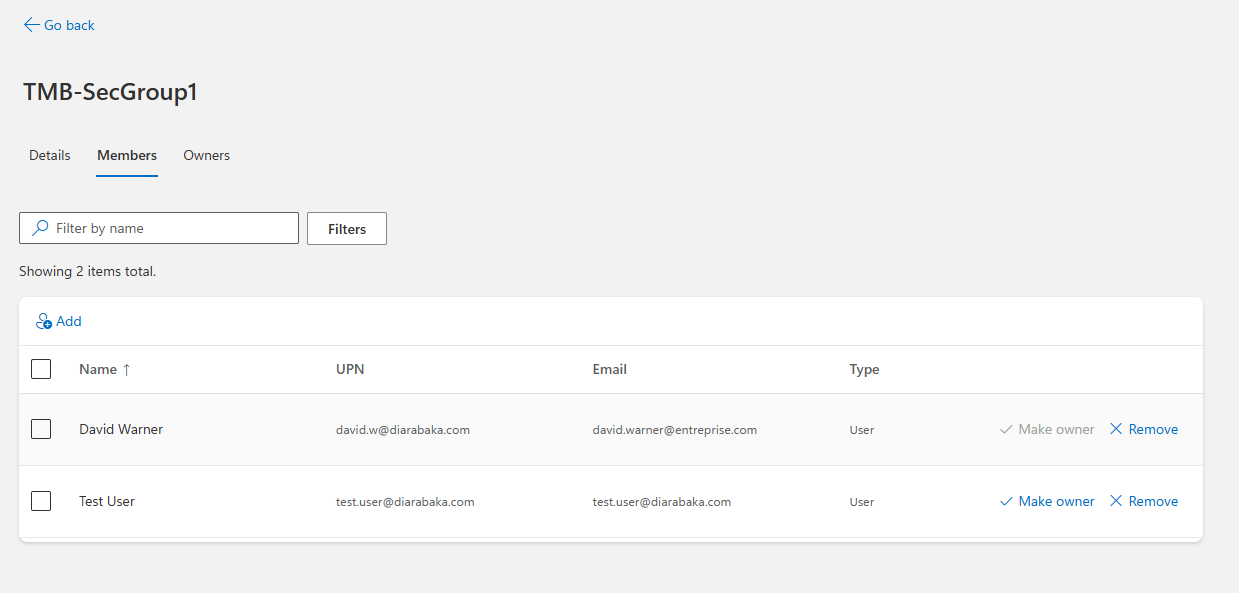 Go back
TMB-SecGroup1
Details Members Owners
Filter by name Filters
Showing 2 items total.
Add
Name ↑ UPN Email Type
David Warner david.w@diarabaka.com david.warner@entreprise.com User Make owner Remove
Test User test.user@diarabaka.com test.user@diarabaka.com User Make owner Remove